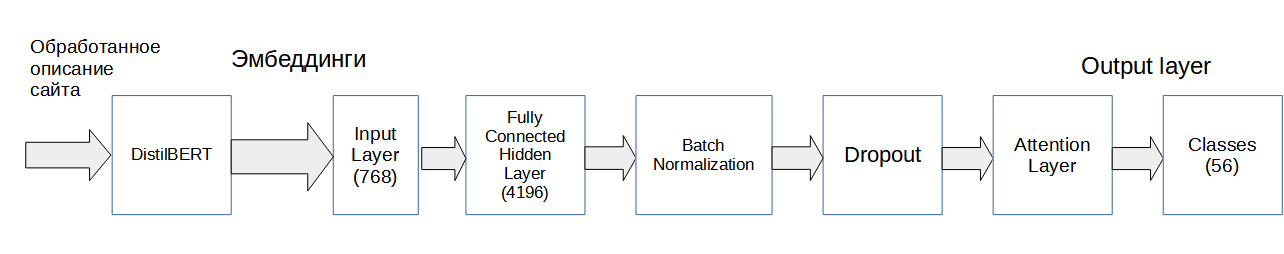 Обработанное
описание
сайта
Эмбеддинги
Output layer
DistilBERT
Input
Layer
(768)
Fully
Connected
Hidden
Layer
(4196)
Batch
Normalization
Dropout
Attention
Layer
Classes
(56)